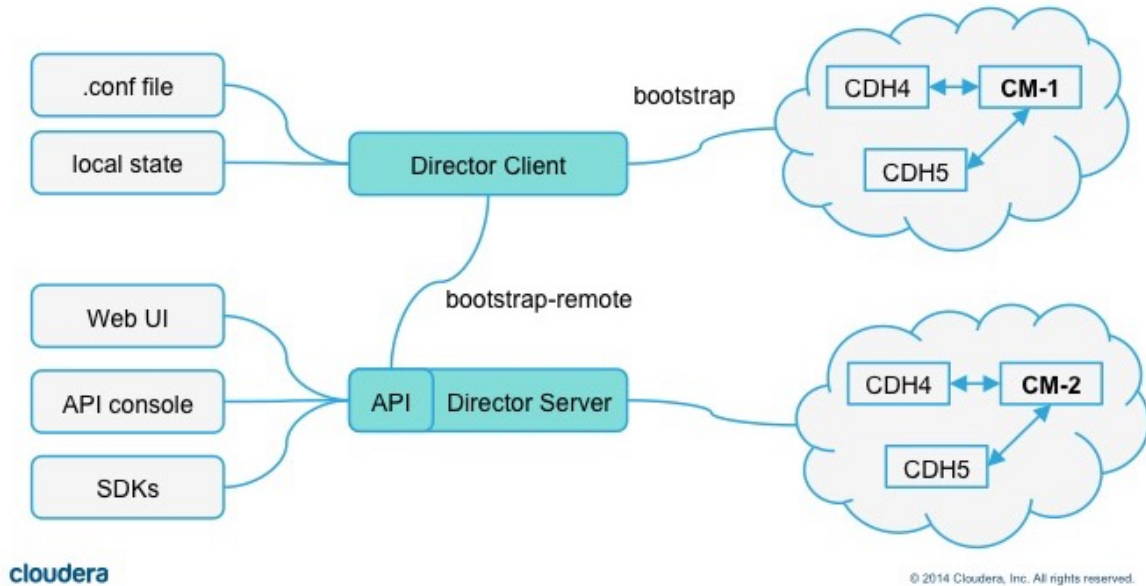 .conf file
local state
Director Client
bootstrap
CDH4
CM-1
CDH5
bootstrap-remote
Web UI
API console
SDKs
API
Director Server
CDH4
CM-2
CDH5
cloudera
© 2014 Cloudera, Inc. All rights reserved.